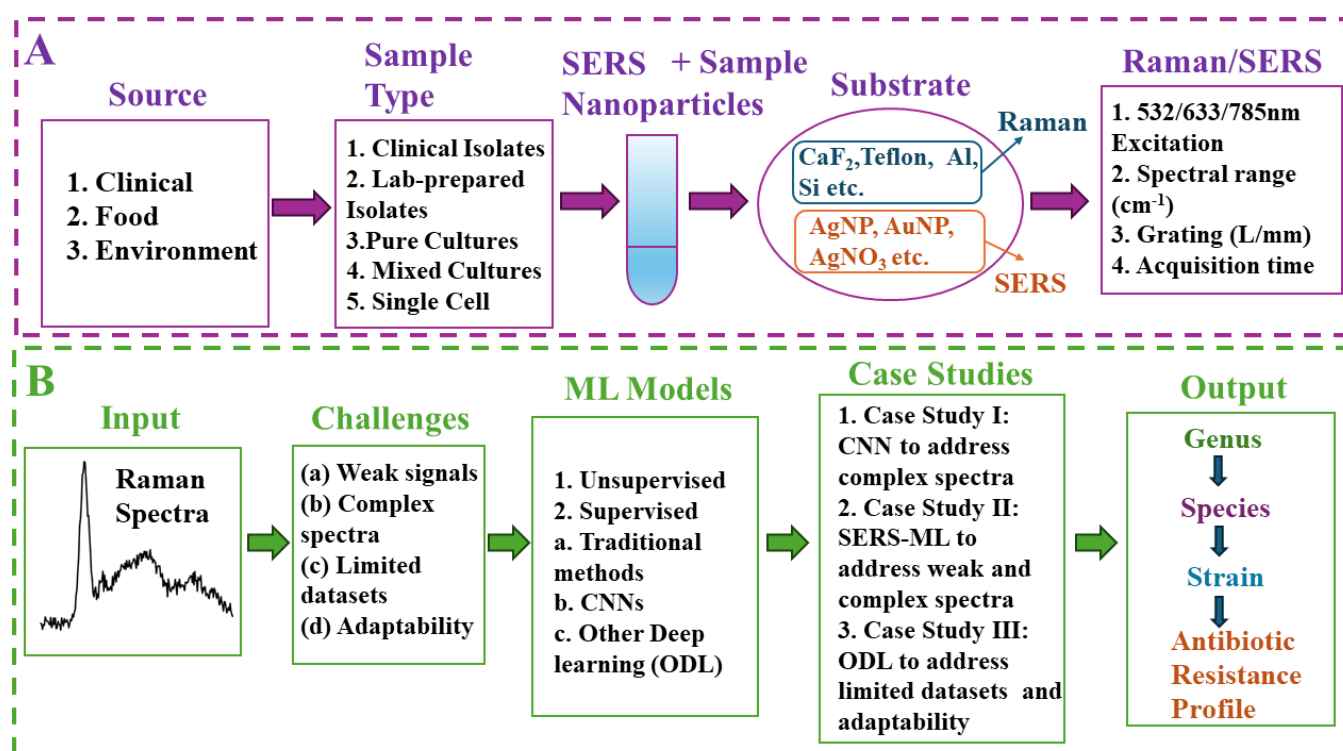 A
Source
1. Clinical
2. Food
3. Environment
Sample
Type
1. Clinical Isolates
2. Lab-prepared
Isolates
3.Pure Cultures
4. Mixed Cultures
5. Single Cell
SERS + Sample
Nanoparticles
Substrate
CaF₂,Teflon, Al,
Si etc.
Raman
AgNP, AuNP,
AgNO₃ etc.
SERS
Raman/SERS
1. 532/633/785nm
Excitation
2. Spectral range
(cm⁻¹)
3. Grating (L/mm)
4. Acquisition time
B
Input
Raman
Spectra
Challenges
(a) Weak signals
(b) Complex
spectra
(c) Limited
datasets
(d) Adaptability
ML Models
1. Unsupervised
2. Supervised
a. Traditional
methods
b. CNNs
c. Other Deep
learning (ODL)
Case Studies
1. Case Study I:
CNN to address
complex spectra
2. Case Study II:
SERS-ML to
address weak and
complex spectra
3. Case Study III:
ODL to address
limited datasets and
adaptability
Output
Genus
Species
Strain
Antibiotic
Resistance
Profile